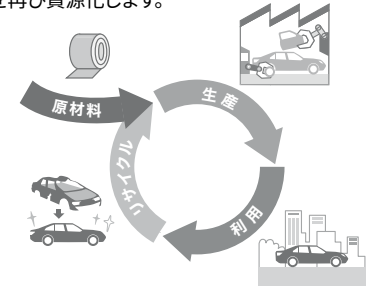 を再び資源化します。
原材料
生産
利用
リサイクル